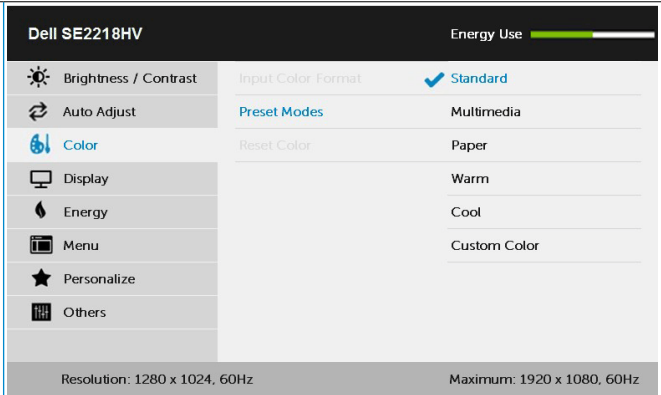 Dell SE2218HV Energy Use
Brightness / Contrast Input Color Format Standard
Auto Adjust Preset Modes Multimedia
Color Reset Color Paper
Display Warm
Energy Cool
Menu Custom Color
Personalize
Others
Resolution: 1280 x 1024, 60Hz Maximum: 1920 x 1080, 60Hz